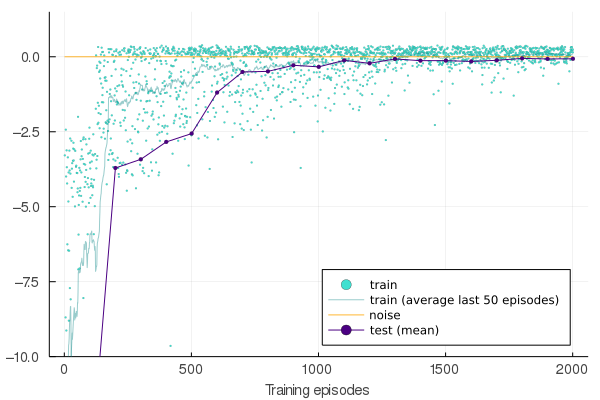 0.0
−2.5
−5.0
−7.5
−10.0
train
train (average last 50 episodes)
noise
test (mean)
0 500 1000 1500 2000
Training episodes